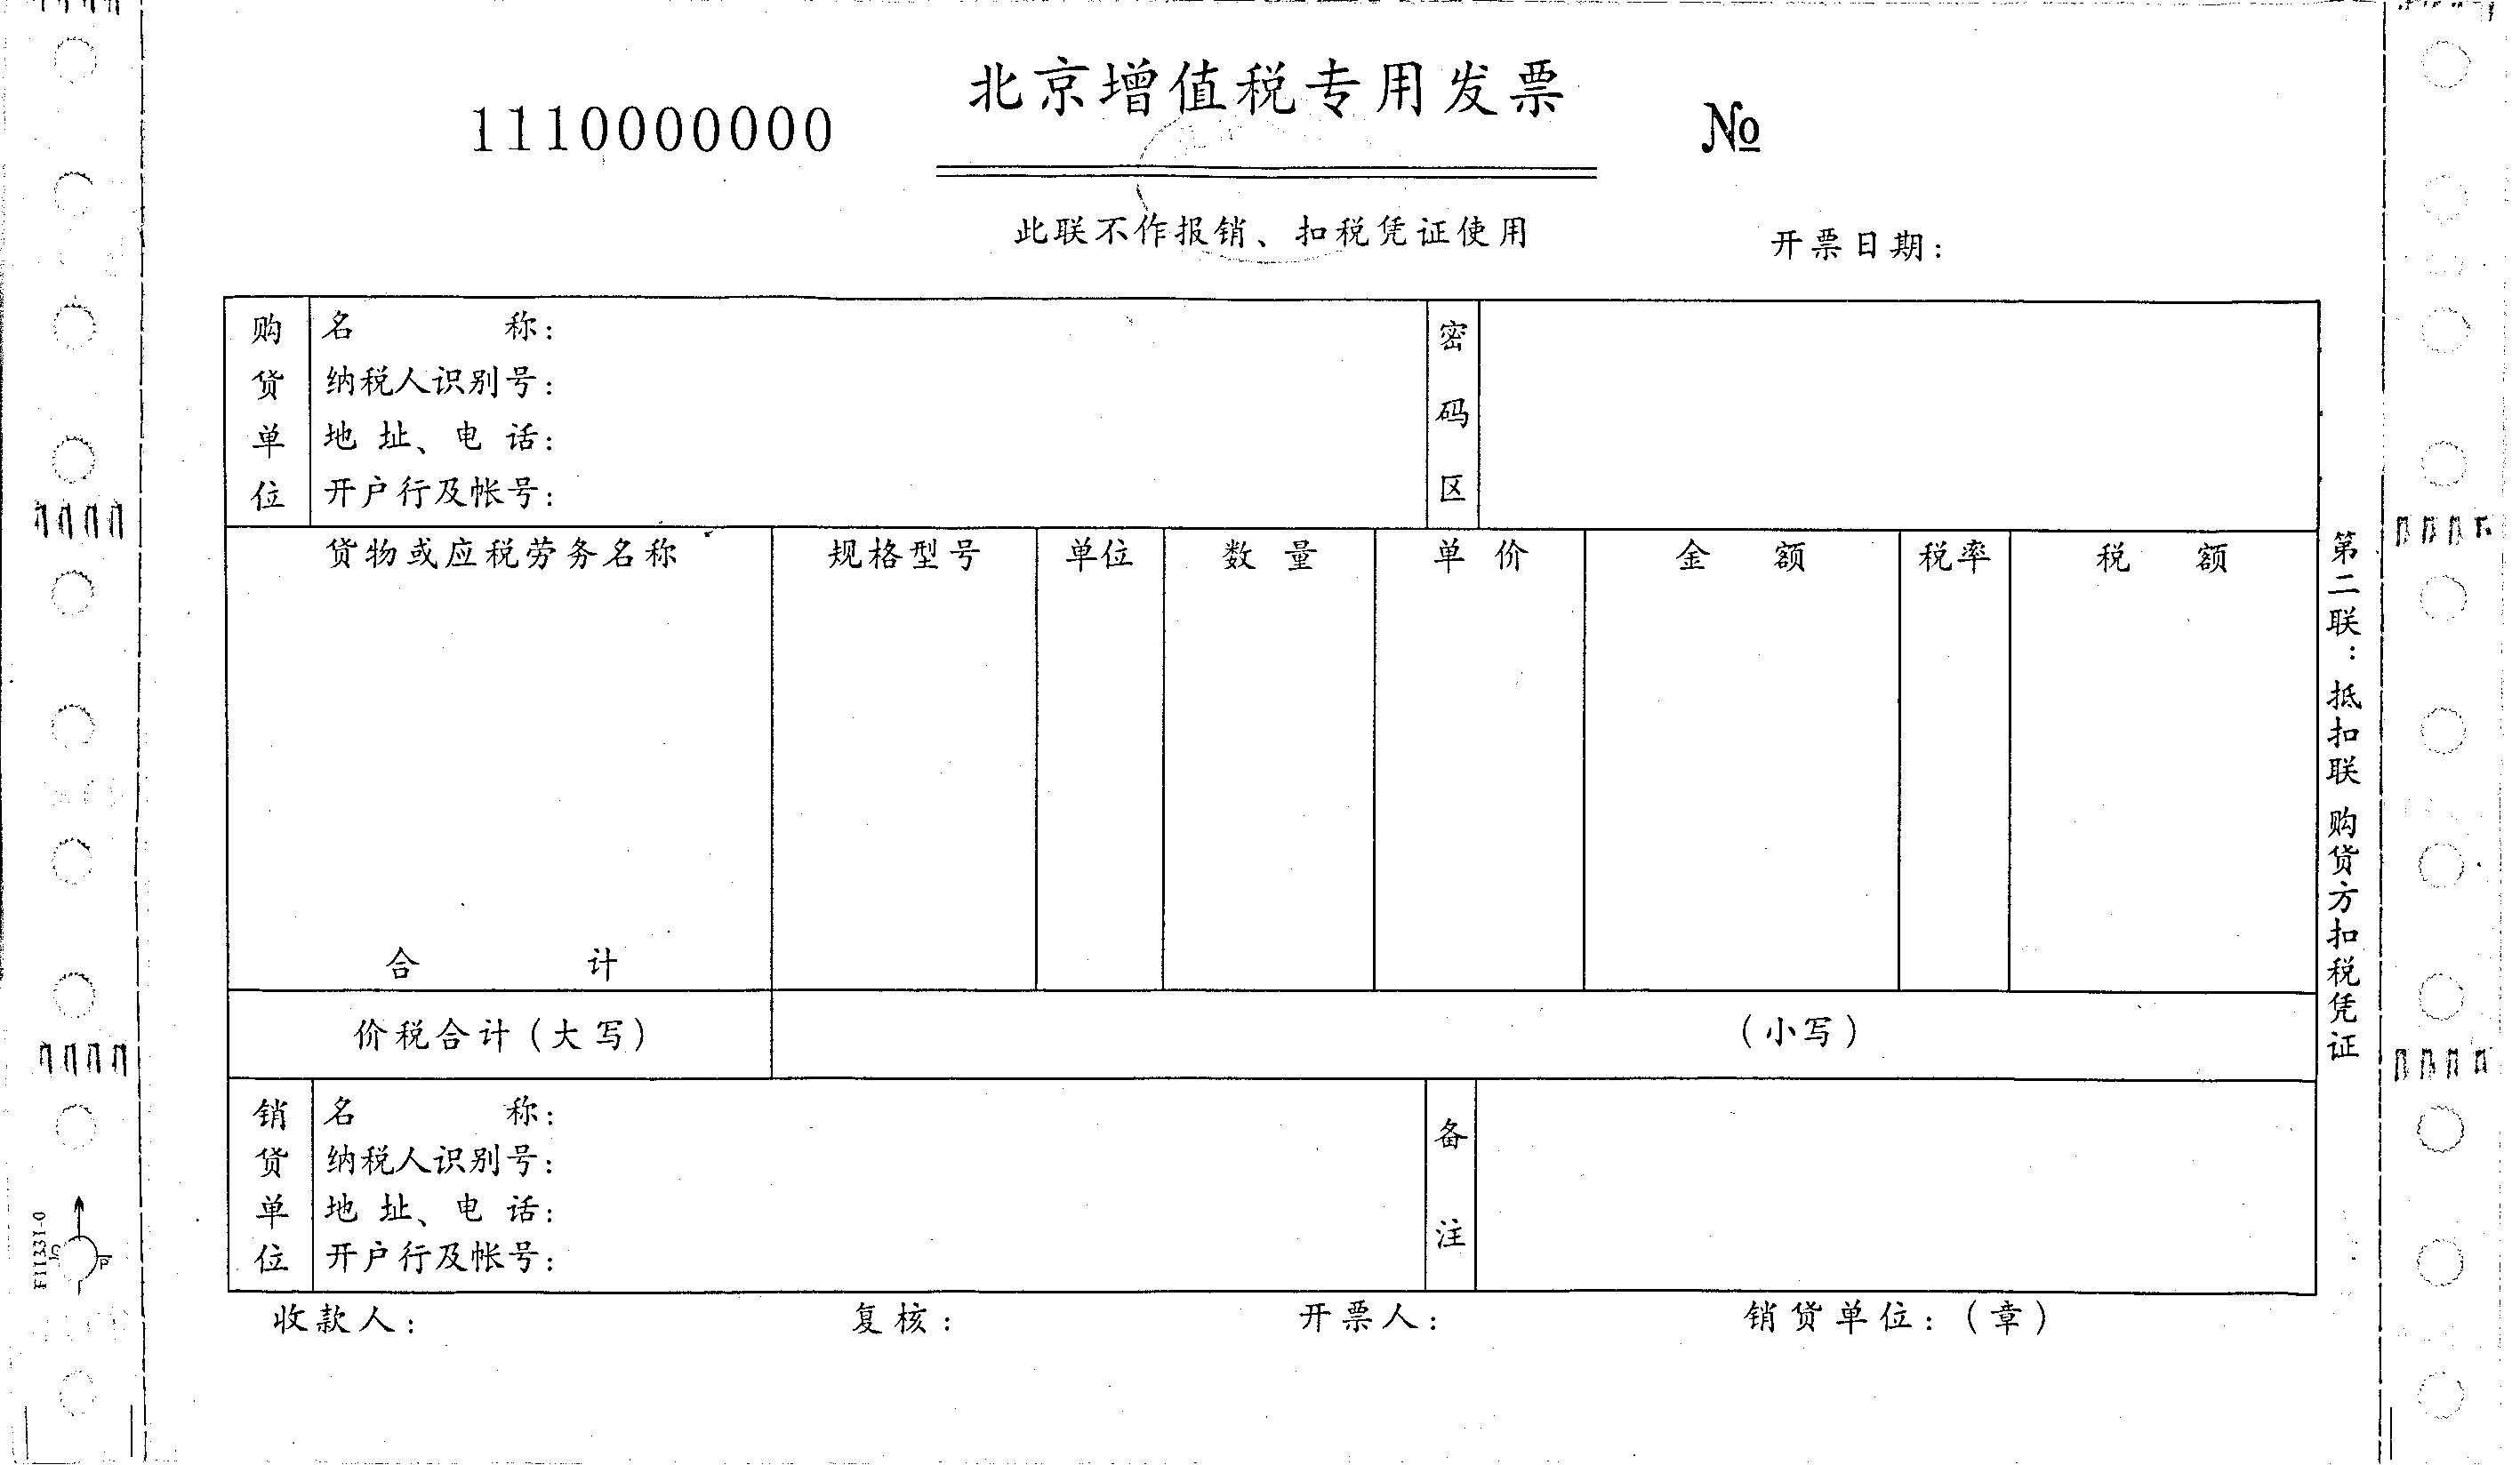 北京增值税专用发票
1110000000
№
此联不作报销、扣税凭证使用
开票日期：
购货单位
名 称：
纳税人识别号：
地 址、电 话：
开户行及帐号：
密码区
货物或应税劳务名称 规格型号 单位 数 量 单 价 金 额 税率 税 额
合 计
价税合计（大写） （小写）
销货单位
名 称：
纳税人识别号：
地 址、电 话：
开户行及帐号：
备注
收款人： 复核： 开票人： 销货单位：（章）
第二联：抵扣联 购货方扣税凭证
F11331-0